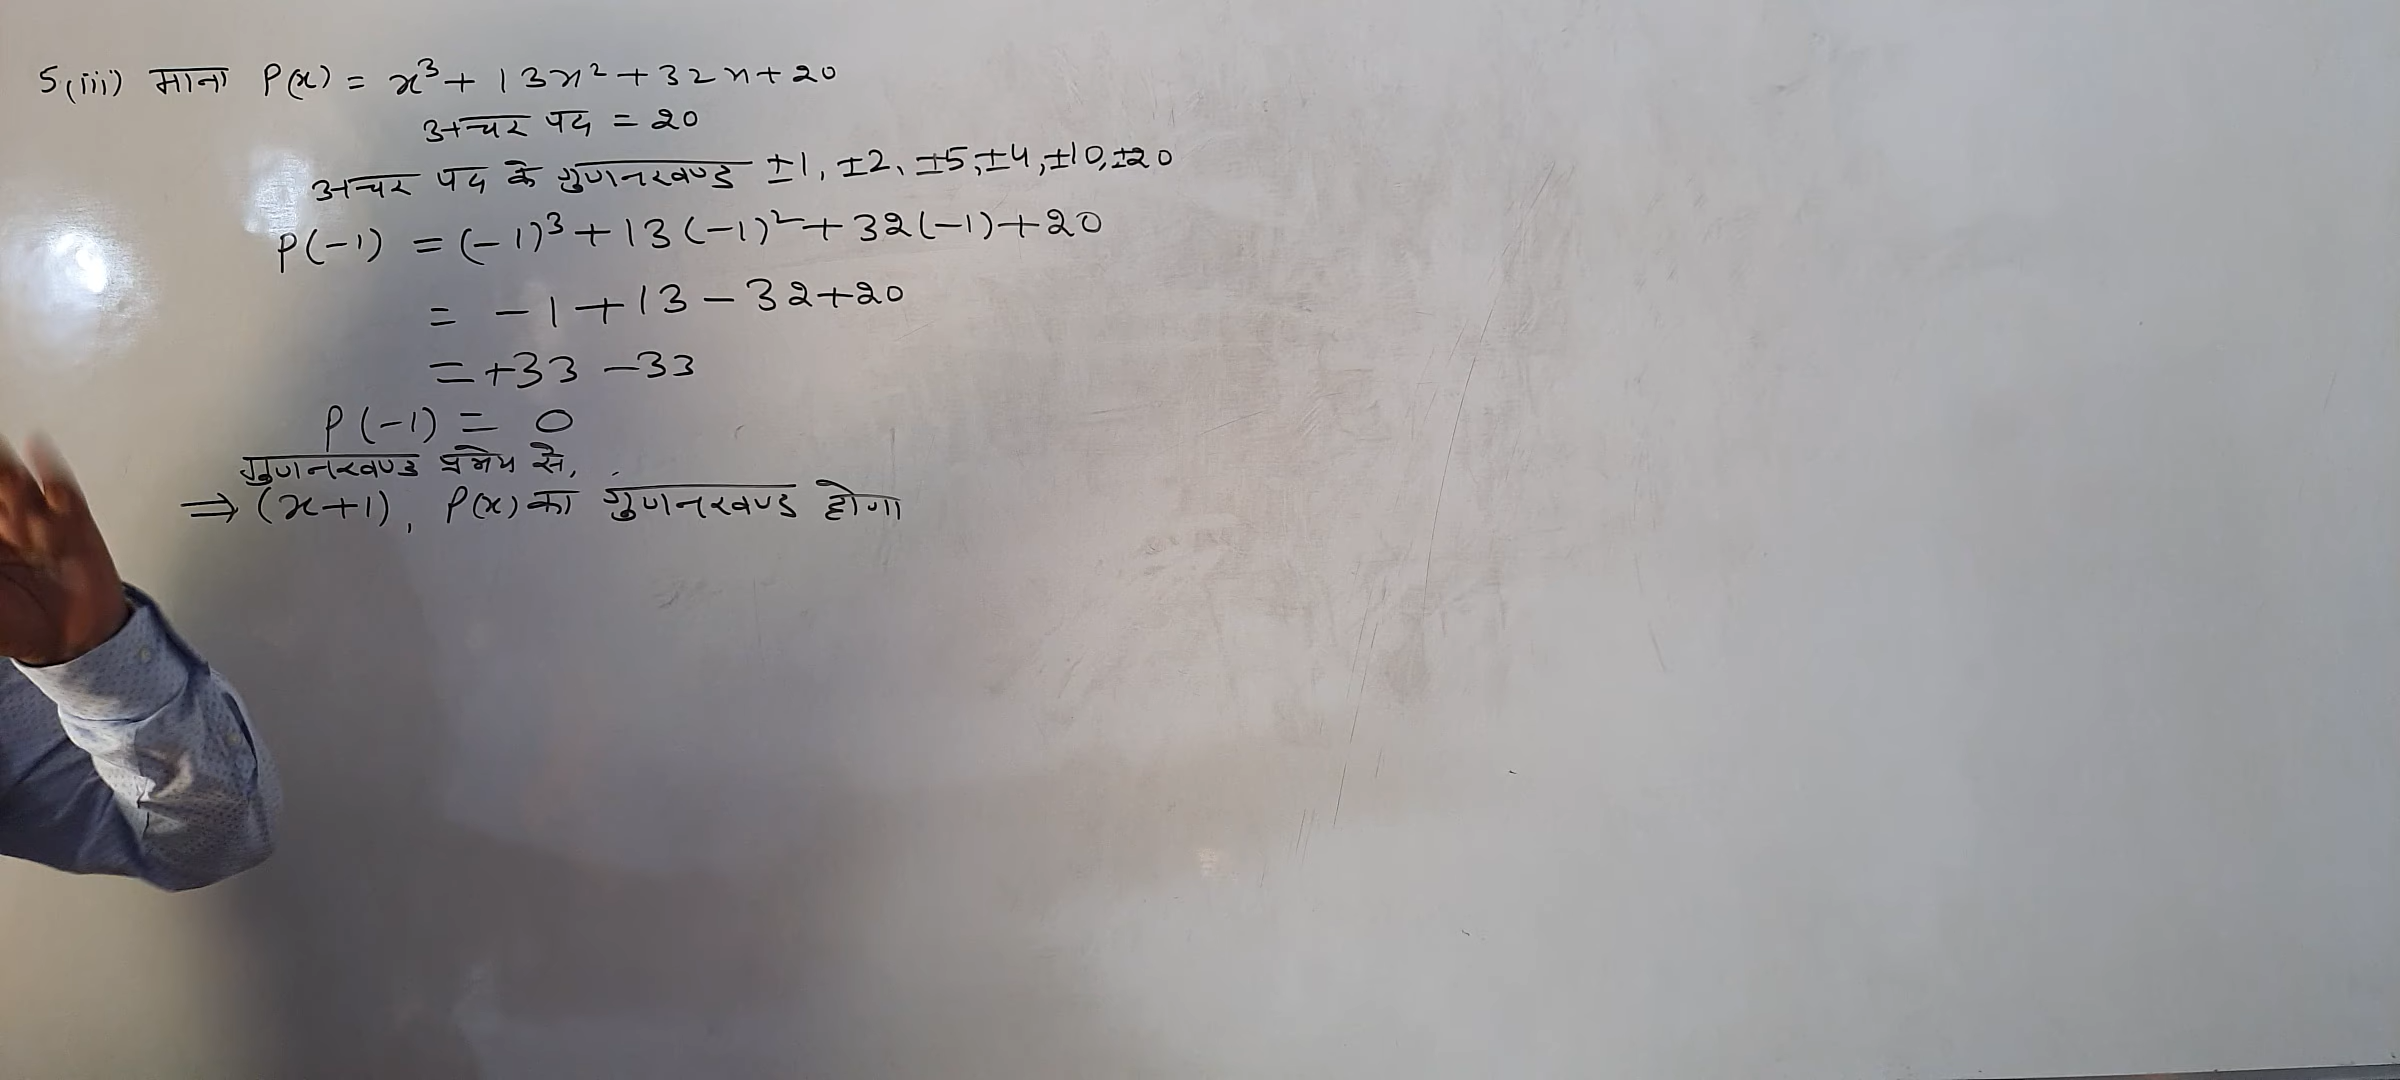 5(iii) माना P(x) = x³ + 13x² + 32x + 20
अचर पद = 20
अचर पद के गुणनखण्ड ±1, ±2, ±5, ±4, ±10, ±20
P(-1) = (-1)³ + 13(-1)² + 32(-1) + 20
= -1 + 13 - 32 + 20
= +33 - 33
P(-1) = 0
गुणनखण्ड प्रमेय से,
⇒ (x+1), P(x) का गुणनखण्ड होगा